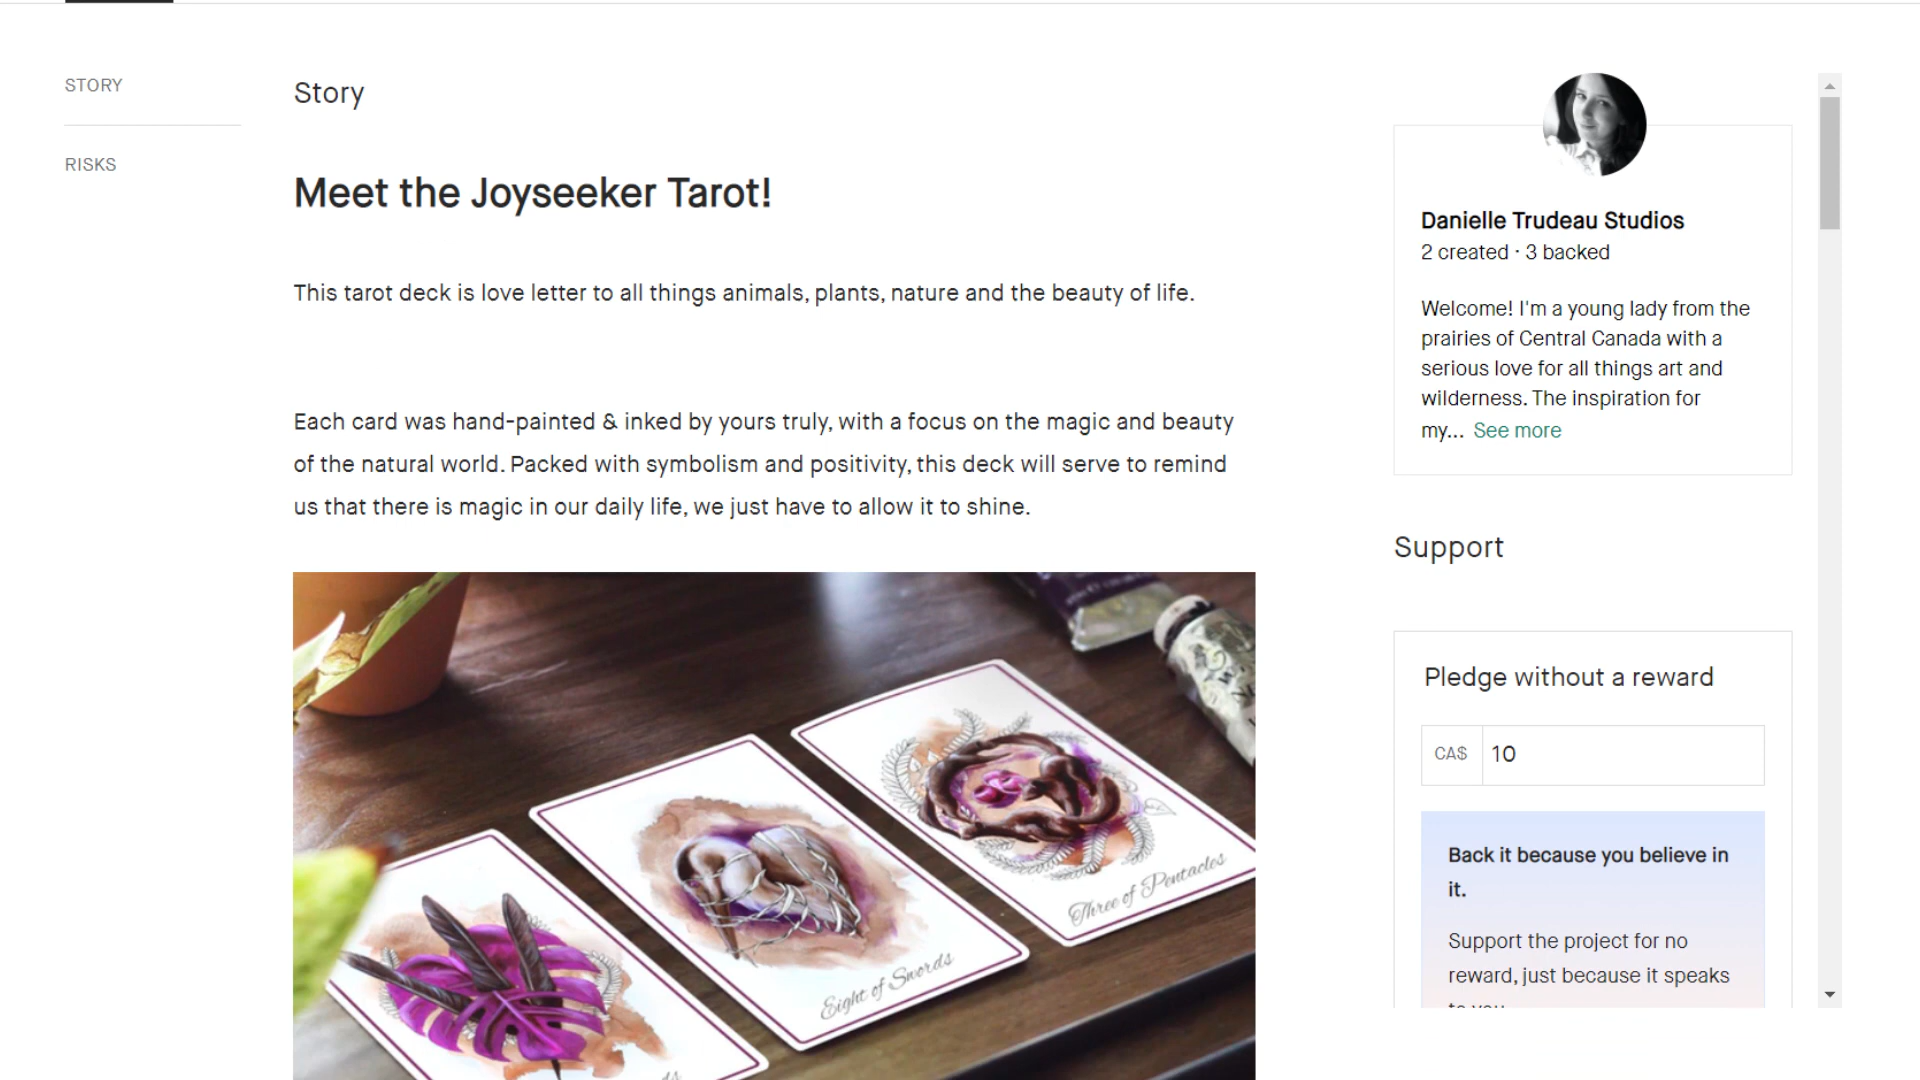 STORY
RISKS
Story
Meet the Joyseeker Tarot!
This tarot deck is love letter to all things animals, plants, nature and the beauty of life.
Each card was hand-painted & inked by yours truly, with a focus on the magic and beauty
of the natural world. Packed with symbolism and positivity, this deck will serve to remind
us that there is magic in our daily life, we just have to allow it to shine.
Three of Pentacles
Eight of Swords
Danielle Trudeau Studios
2 created · 3 backed
Welcome! I'm a young lady from the
prairies of Central Canada with a
serious love for all things art and
wilderness. The inspiration for
my... See more
Support
Pledge without a reward
CA$ 10
Back it because you believe in
it.
Support the project for no
reward, just because it speaks
to you